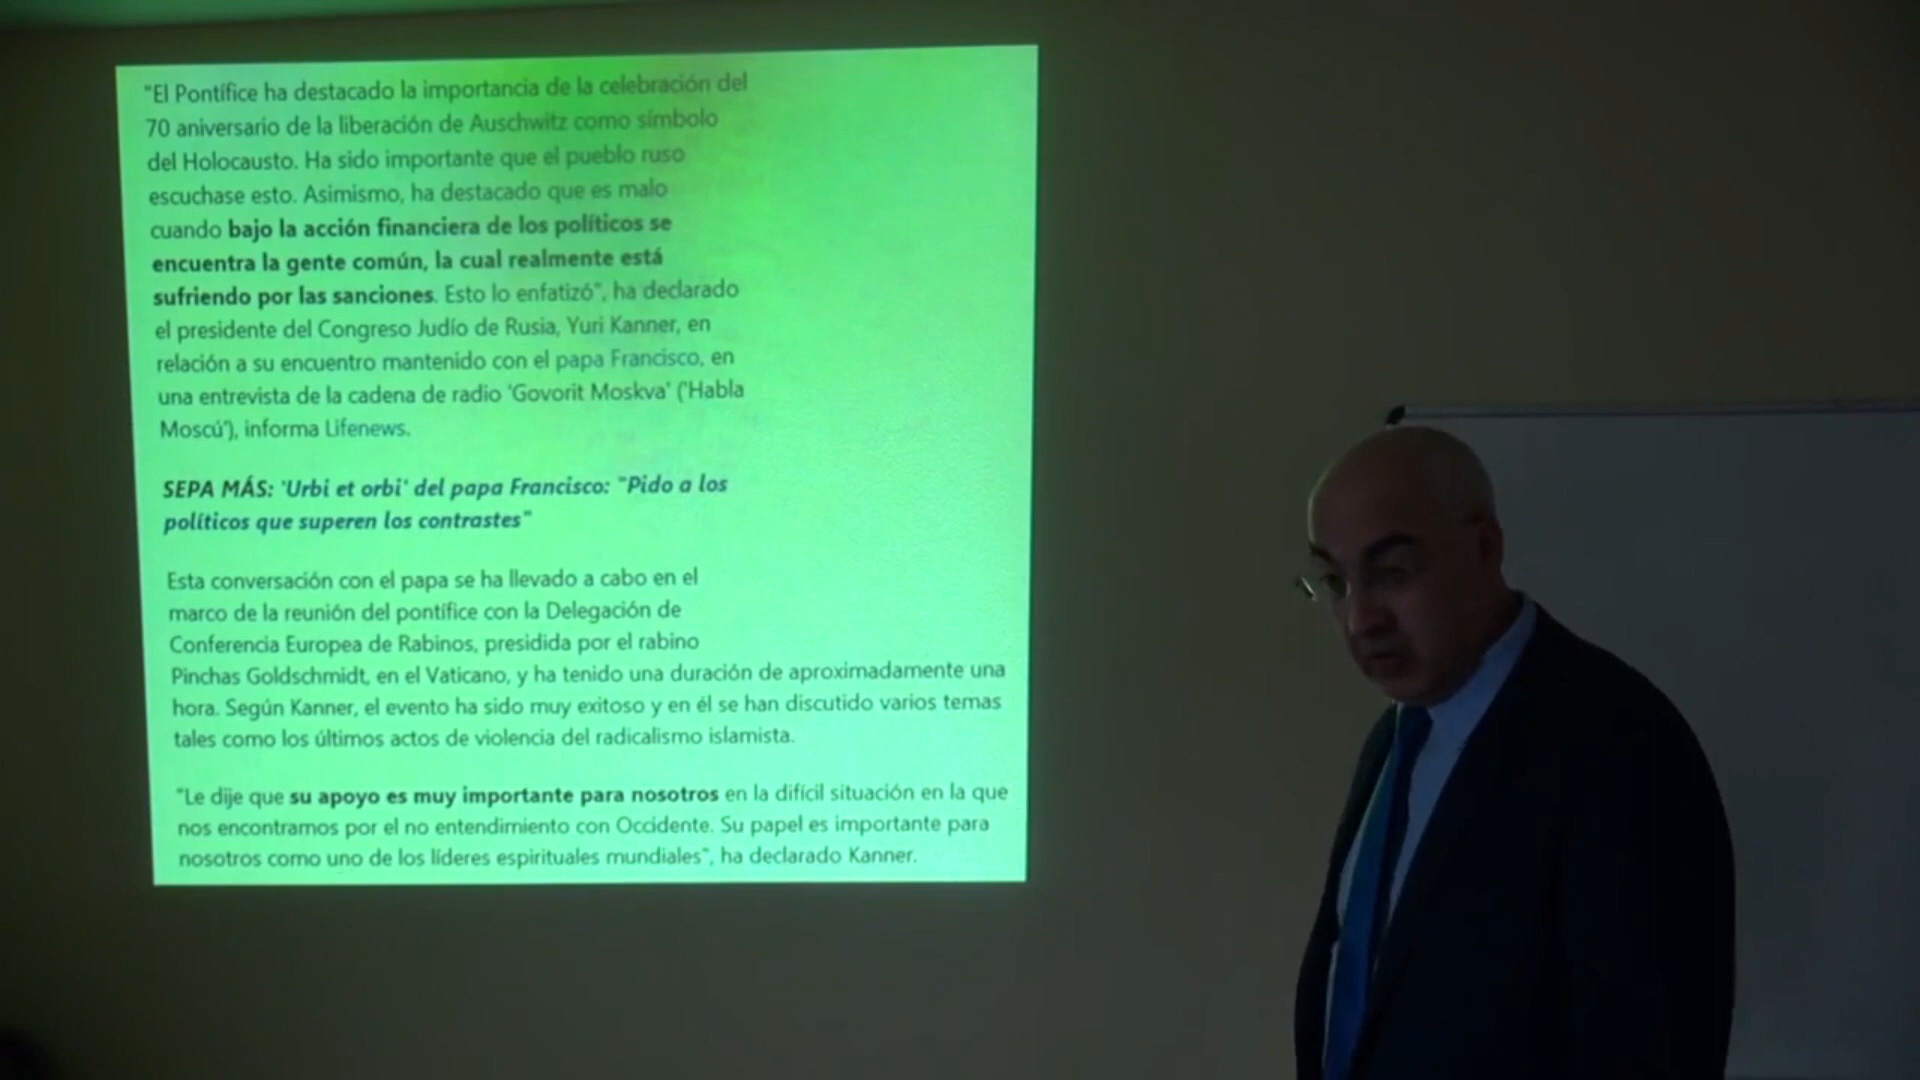 "El Pontífice ha destacado la importancia de la celebración del
70 aniversario de la liberación de Auschwitz como símbolo
del Holocausto. Ha sido importante que el pueblo ruso
escuchase esto. Asimismo, ha destacado que es malo
cuando bajo la acción financiera de los políticos se
encuentra la gente común, la cual realmente está
sufriendo por las sanciones. Esto lo enfatizó", ha declarado
el presidente del Congreso Judío de Rusia, Yuri Kanner, en
relación a su encuentro mantenido con el papa Francisco, en
una entrevista de la cadena de radio 'Govorit Moskva' ('Habla
Moscú'), informa Lifenews.
SEPA MÁS: 'Urbi et orbi' del papa Francisco: "Pido a los
políticos que superen los contrastes"
Esta conversación con el papa se ha llevado a cabo en el
marco de la reunión del pontífice con la Delegación de
Conferencia Europea de Rabinos, presidida por el rabino
Pinchas Goldschmidt, en el Vaticano, y ha tenido una duración de aproximadamente una
hora. Según Kanner, el evento ha sido muy exitoso y en él se han discutido varios temas
tales como los últimos actos de violencia del radicalismo islamista.
"Le dije que su apoyo es muy importante para nosotros en la difícil situación en la que
nos encontramos por el no entendimiento con Occidente. Su papel es importante para
nosotros como uno de los líderes espirituales mundiales", ha declarado Kanner.